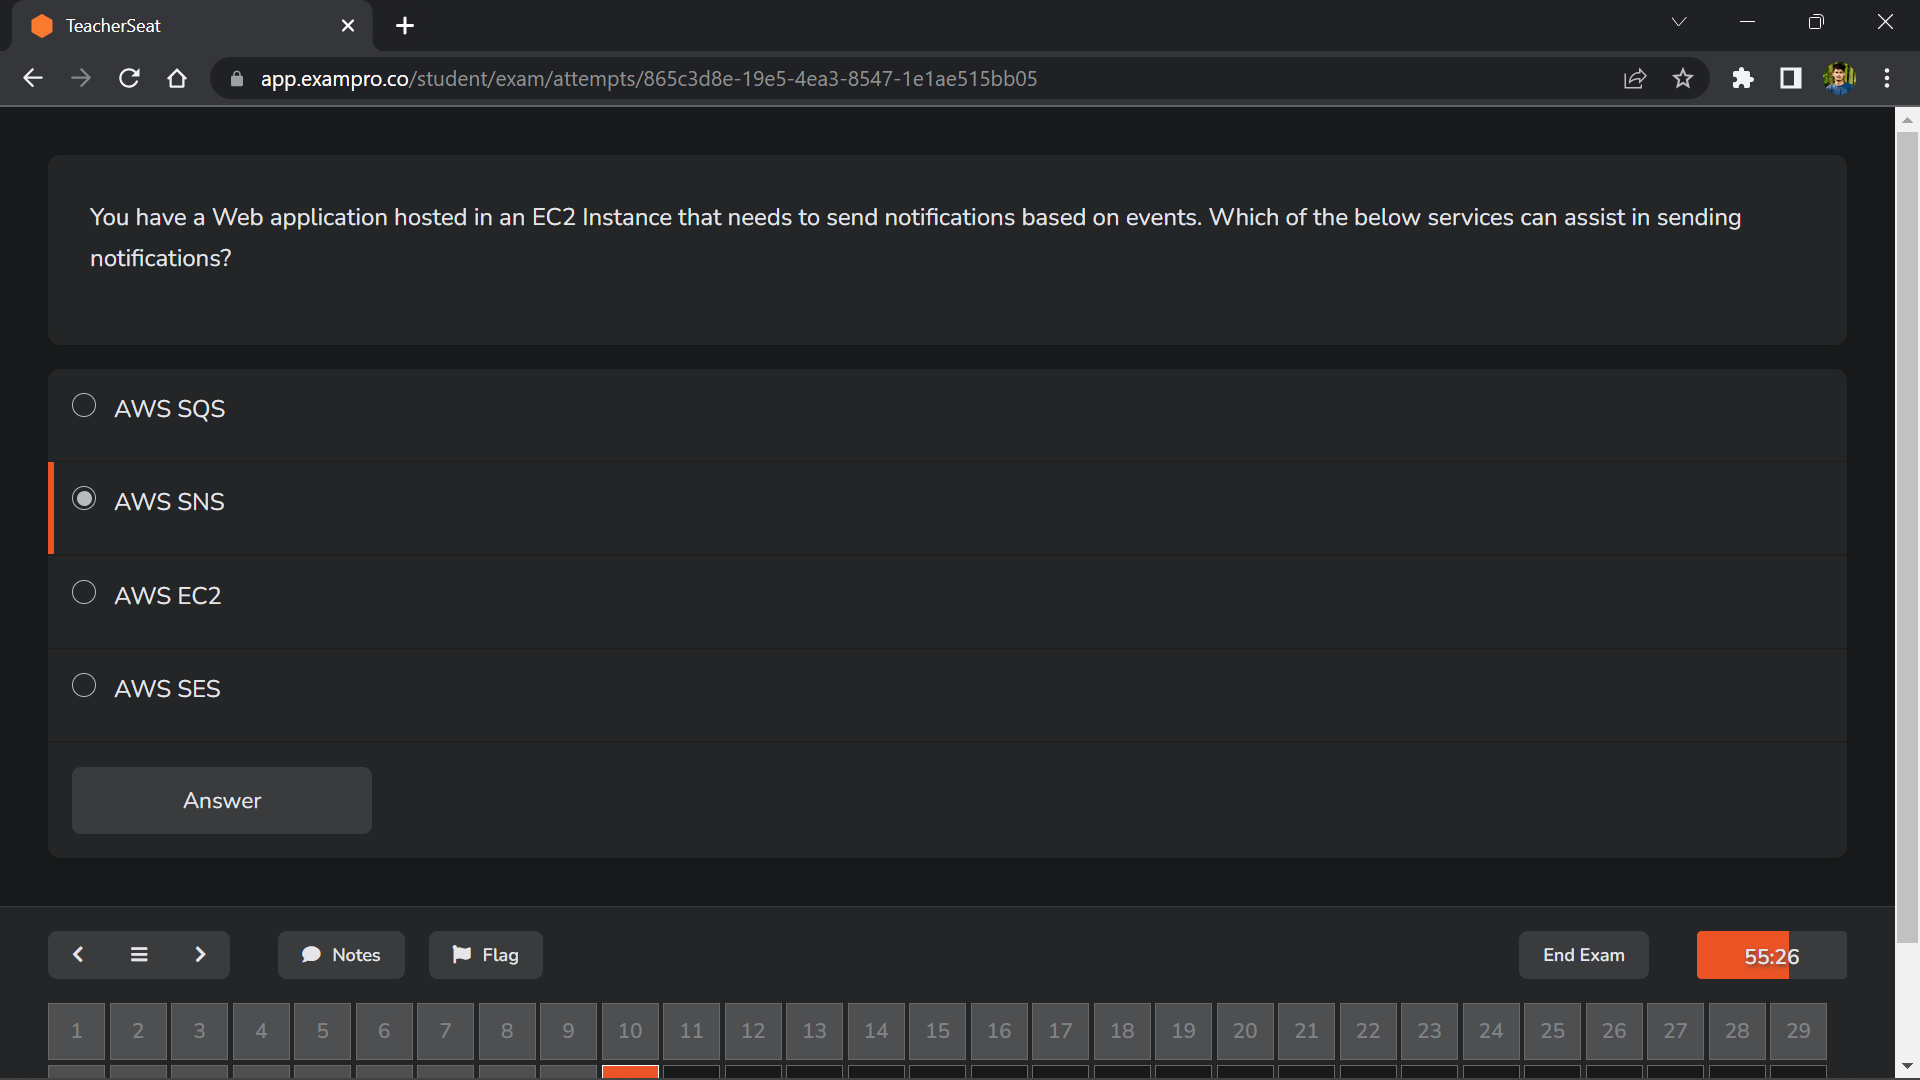 TeacherSeat
app.exampro.co/student/exam/attempts/865c3d8e-19e5-4ea3-8547-1e1ae515bb05
You have a Web application hosted in an EC2 Instance that needs to send notifications based on events. Which of the below services can assist in sending
notifications?
AWS SQS
AWS SNS
AWS EC2
AWS SES
Answer
Notes Flag End Exam 55:26
1 2 3 4 5 6 7 8 9 10 11 12 13 14 15 16 17 18 19 20 21 22 23 24 25 26 27 28 29